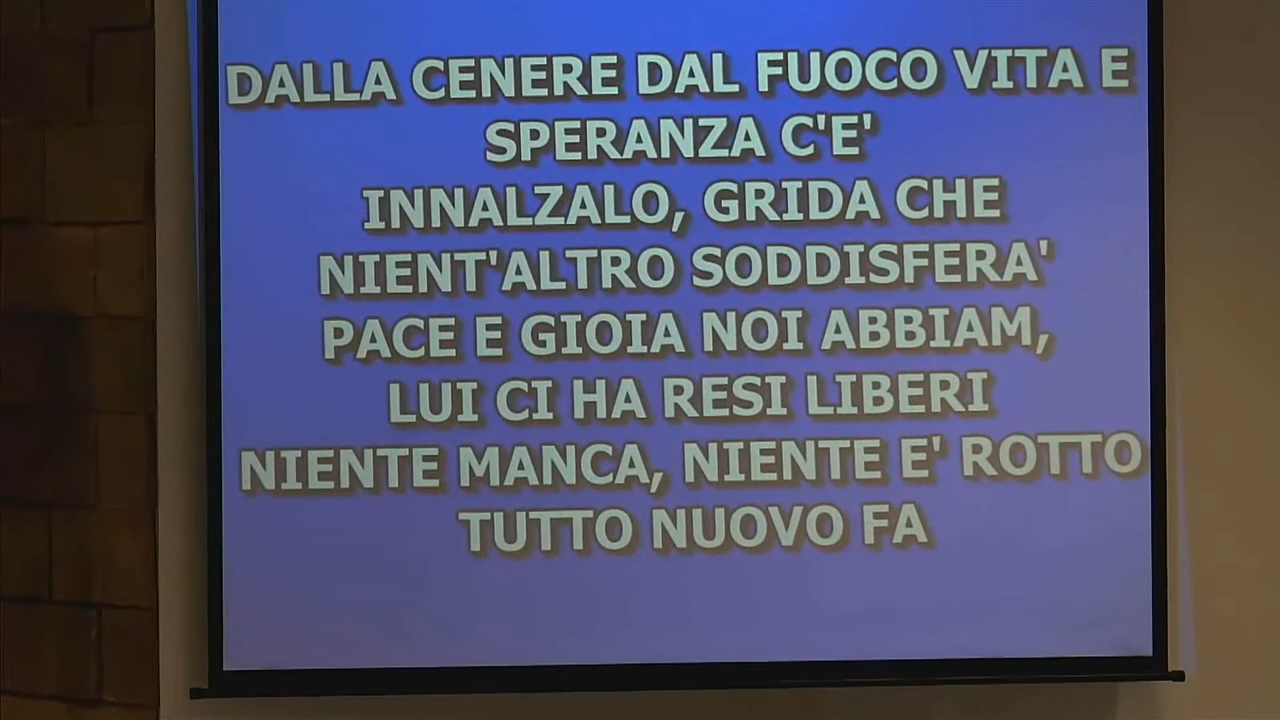 DALLA CENERE DAL FUOCO VITA E
SPERANZA C'E'
INNALZALO, GRIDA CHE
NIENT'ALTRO SODDISFERA'
PACE E GIOIA NOI ABBIAM,
LUI CI HA RESI LIBERI
NIENTE MANCA, NIENTE E' ROTTO
TUTTO NUOVO FA